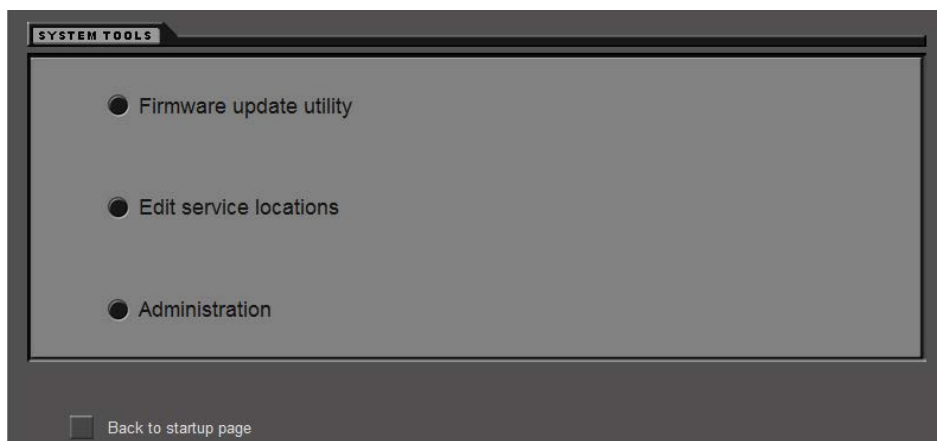 SYSTEM TOOLS
Firmware update utility
Edit service locations
Administration
Back to startup page